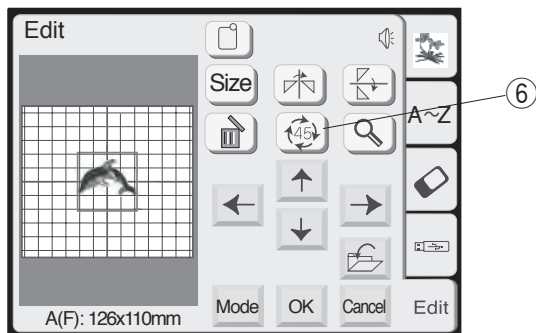 Edit
Size
45
A~Z
⑥
A(F): 126x110mm
Mode
OK
Cancel
Edit